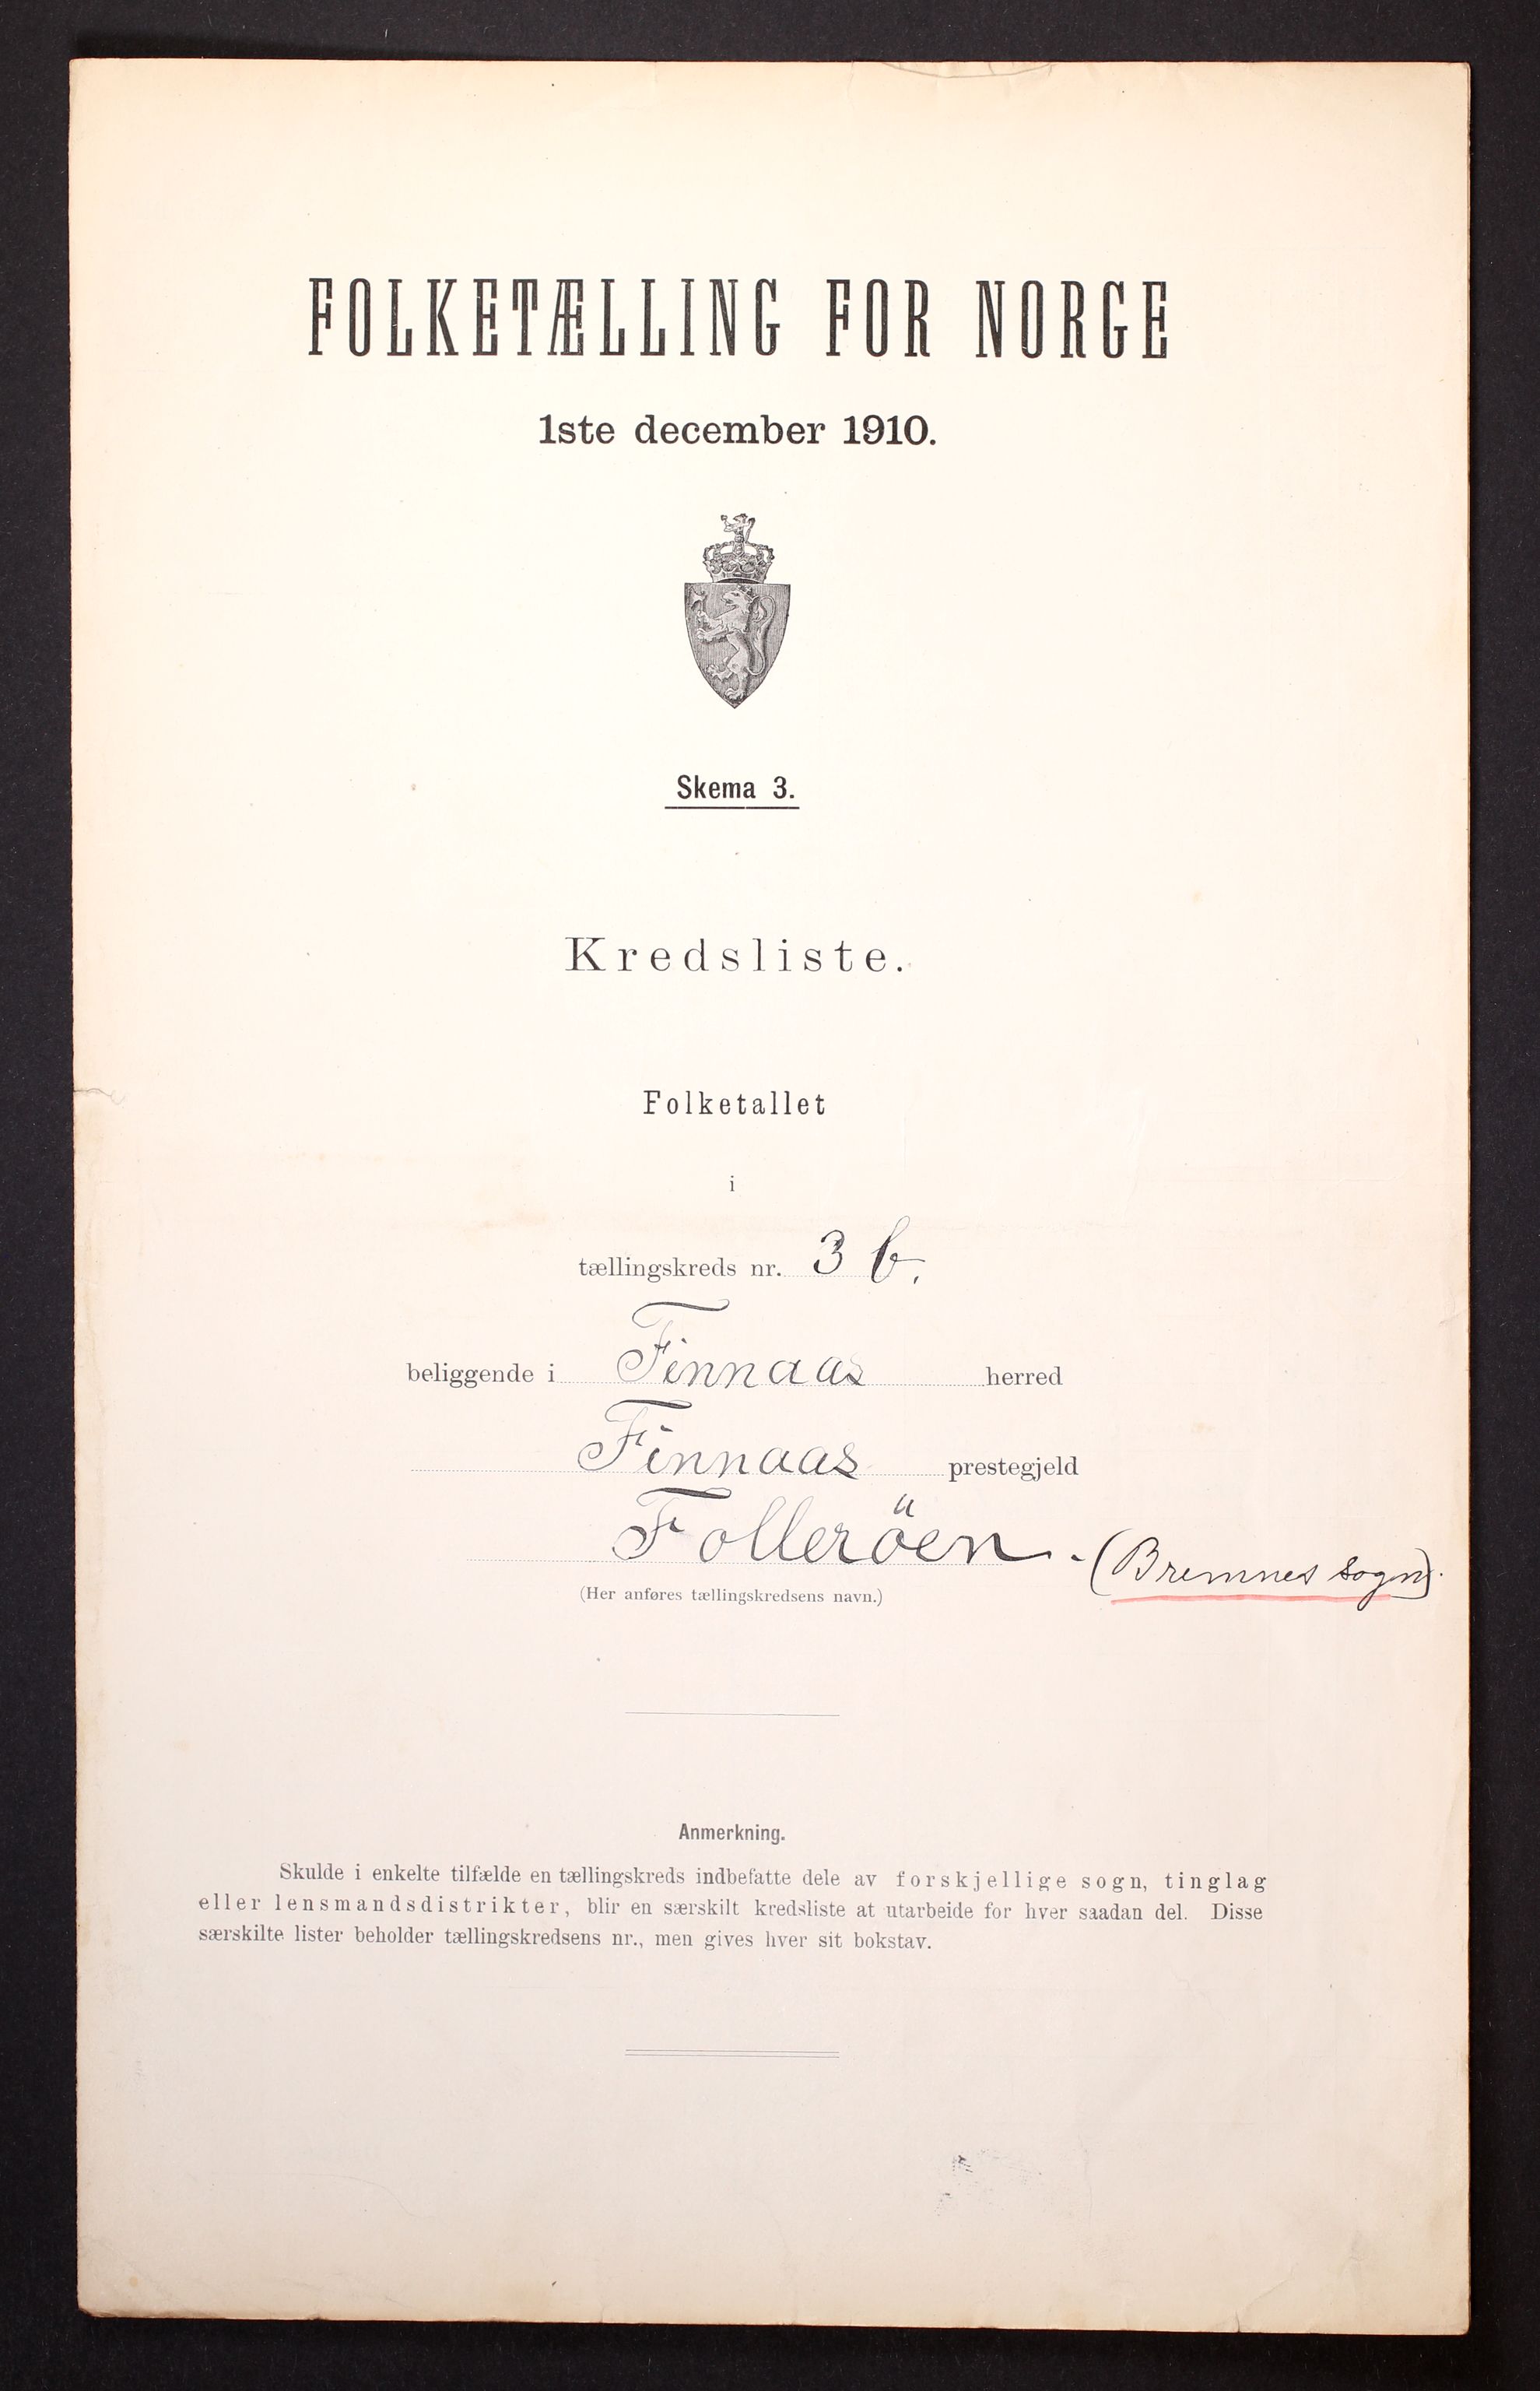 FOLKETÆLLING FOR NORGE
1ste december 1910.
Skema 3.
Kredsliste.
Folketallet
i
tællingskreds nr. 3 b.
beliggende i Finnaas herred
Finnaas prestegjeld
Folleröen. - (Bremnes sogn).
(Her anføres tællingskredsens navn.)
Anmerkning.
Skulde i enkelte tilfælde en tællingskreds indbefatte dele av forskjellige sogn, tinglag
eller lensmandsdistrikter, blir en særskilt kredsliste at utarbeide for hver saadan del. Disse
særskilte lister beholder tællingskredsens nr., men gives hver sit bokstav.